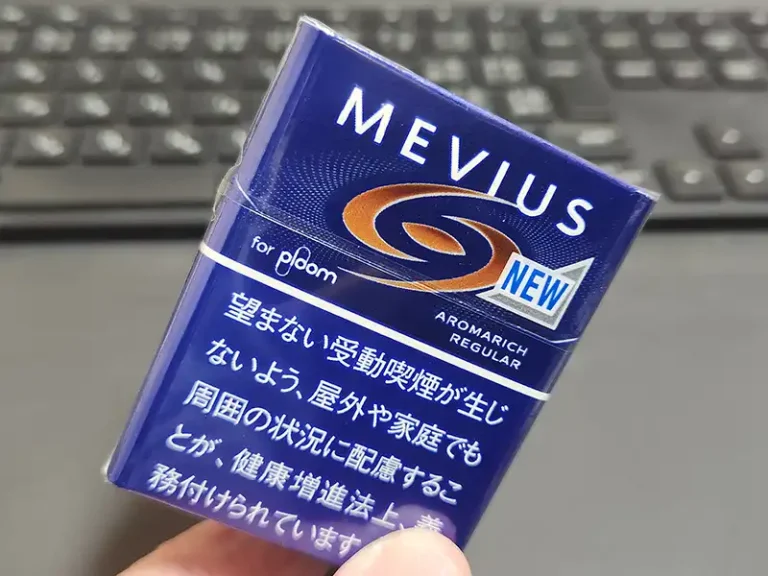 MEVIUS
for ploom
NEW
AROMARICH
REGULAR
望まない受動喫煙が生じ
ないよう、屋外や家庭でも
周囲の状況に配慮するこ
とが、健康増進法上、義
務付けられています